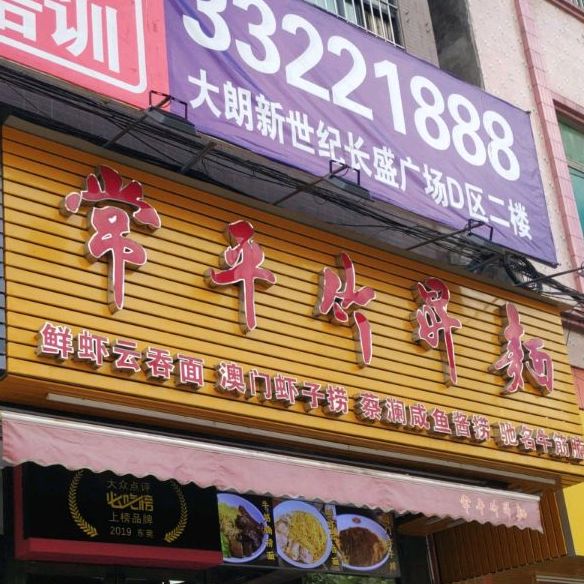 培训
33221888
大朗新世纪长盛广场D区二楼
常平竹昇麵
鲜虾云吞面 澳门虾子捞 蔡澜咸鱼酱捞 驰名牛筋腩
常平竹昇麵
大众点评
必吃榜
上榜品牌
2019 东莞